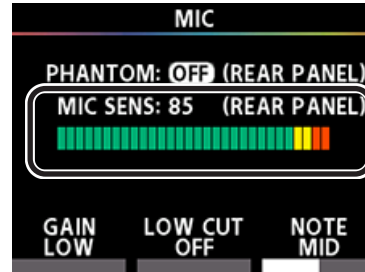 MIC
PHANTOM: OFF (REAR PANEL)
MIC SENS: 85 (REAR PANEL)
GAIN LOW CUT NOTE
LOW OFF MID